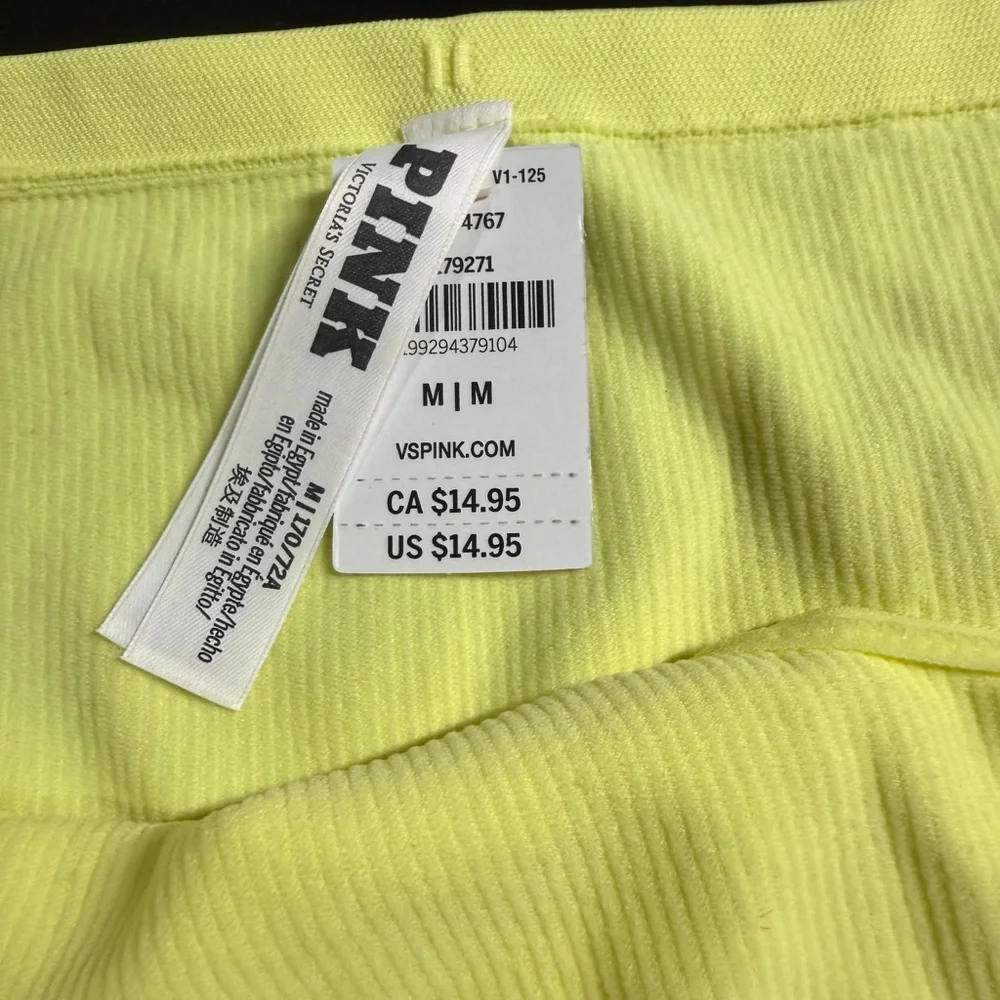 PINK
VICTORIA'S SECRET
M | 170/72A
made in Egypt/fabriqué en Égypte/hecho
en Egipto/fabbricato in Egitto/
埃及制造
V1-125
4767
179271
199294379104
M | M
VSPINK.COM
CA $14.95
US $14.95